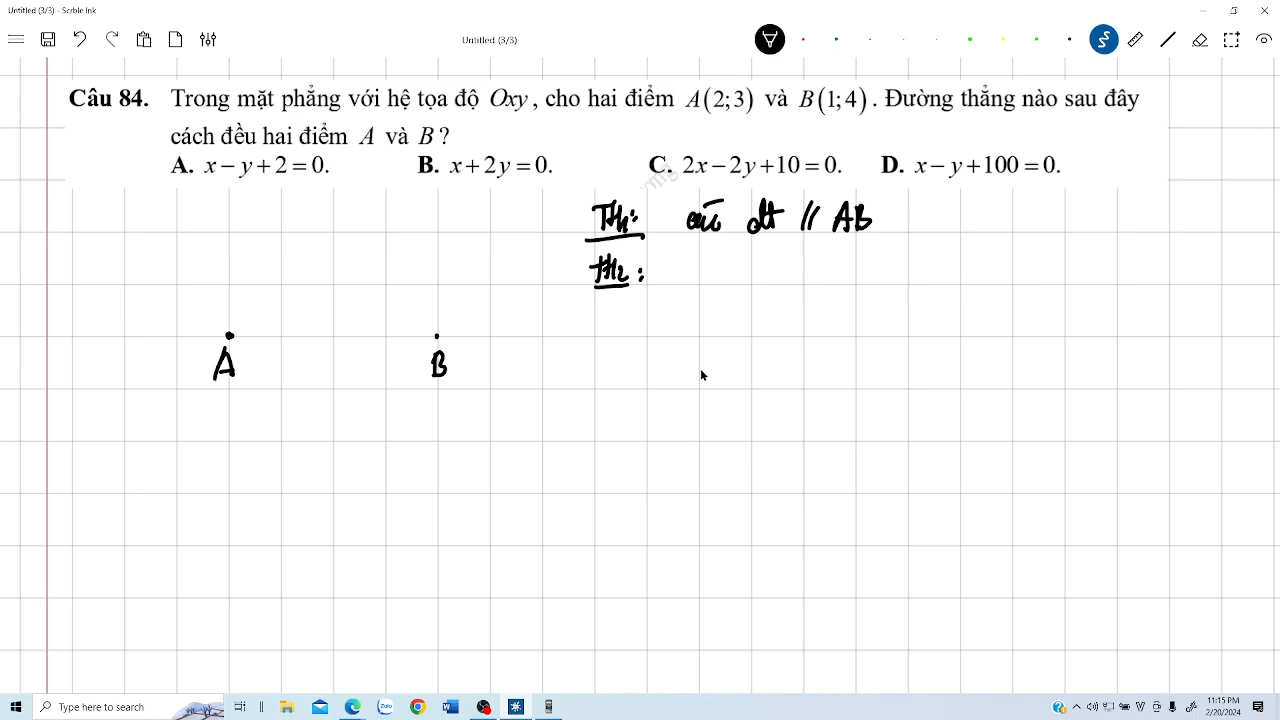 Untitled (3/3) - Scrble Ink
Untitled (3/3)
Câu 84. Trong mặt phẳng với hệ tọa độ Oxy, cho hai điểm A(2;3) và B(1;4). Đường thẳng nào sau đây
cách đều hai điểm A và B?
A. x − y + 2 = 0. B. x + 2y = 0. C. 2x − 2y + 10 = 0. D. x − y + 100 = 0.
TH1: các đt // AB
TH2:
A B
Type here to search
Zalo
11:15 PM
2/20/2024